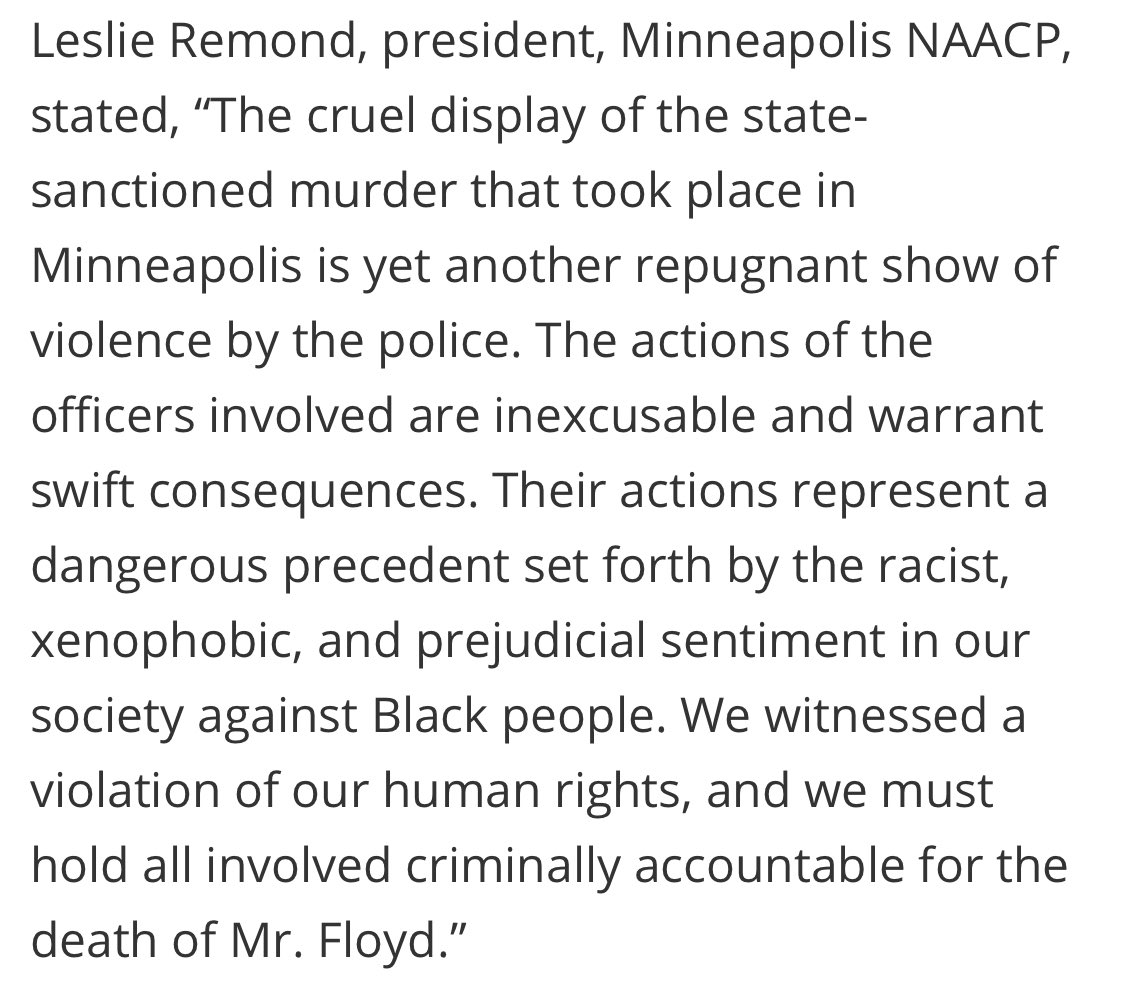 Leslie Remond, president, Minneapolis NAACP,
stated, “The cruel display of the state-
sanctioned murder that took place in
Minneapolis is yet another repugnant show of
violence by the police. The actions of the
officers involved are inexcusable and warrant
swift consequences. Their actions represent a
dangerous precedent set forth by the racist,
xenophobic, and prejudicial sentiment in our
society against Black people. We witnessed a
violation of our human rights, and we must
hold all involved criminally accountable for the
death of Mr. Floyd.”